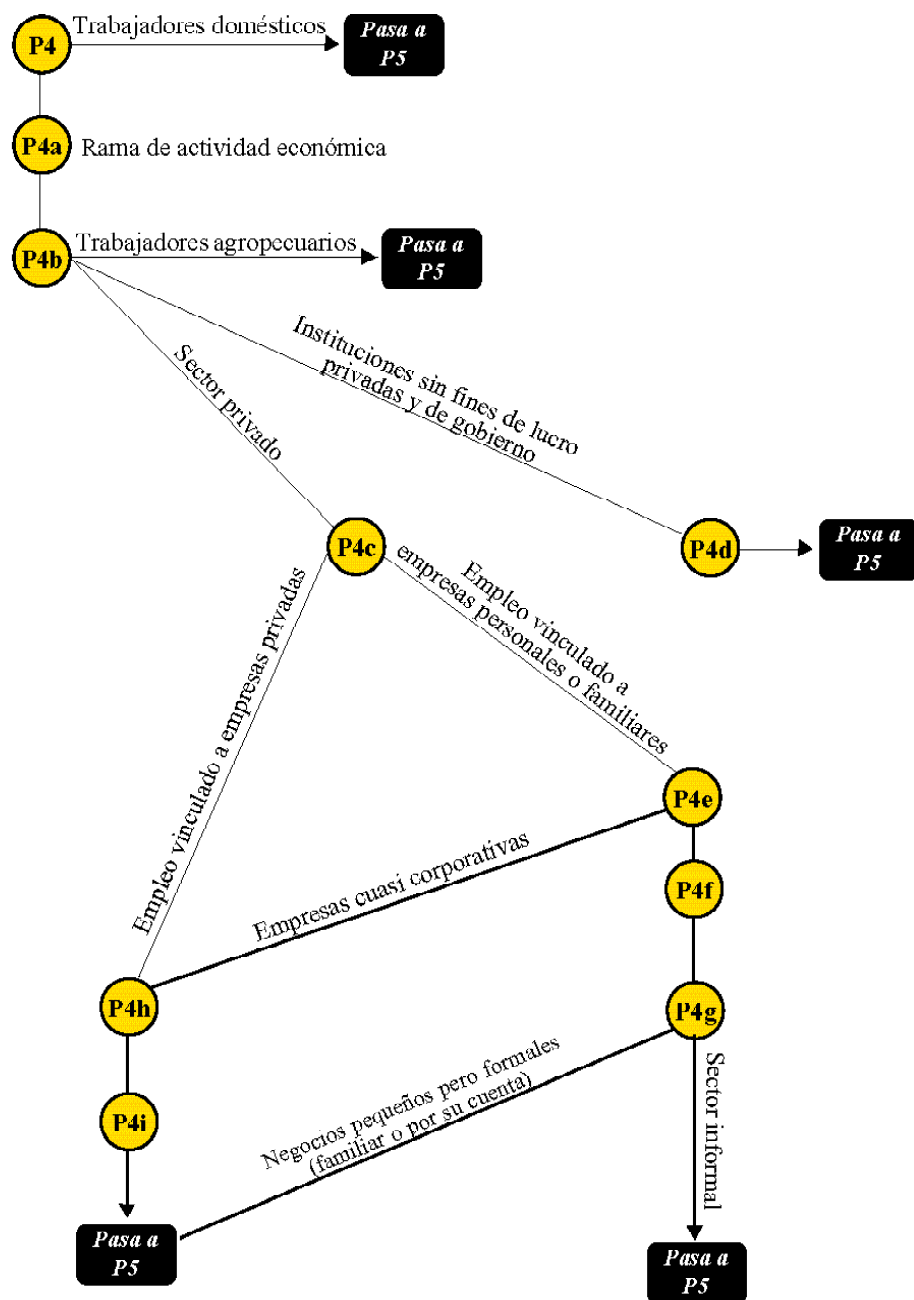 P4
Trabajadores domésticos
Pasa a
P5
P4a
Rama de actividad económica
P4b
Trabajadores agropecuarios
Pasa a
P5
Sector privado
Instituciones sin fines de lucro
privadas y de gobierno
P4c
P4d
Pasa a
P5
Empleo vinculado a empresas privadas
Empleo vinculado a
empresas personales o familiares
P4e
Empresas cuasi corporativas
P4f
P4h
P4g
Negocios pequeños pero formales
(familiar o por su cuenta)
Sector informal
P4i
Pasa a
P5
Pasa a
P5